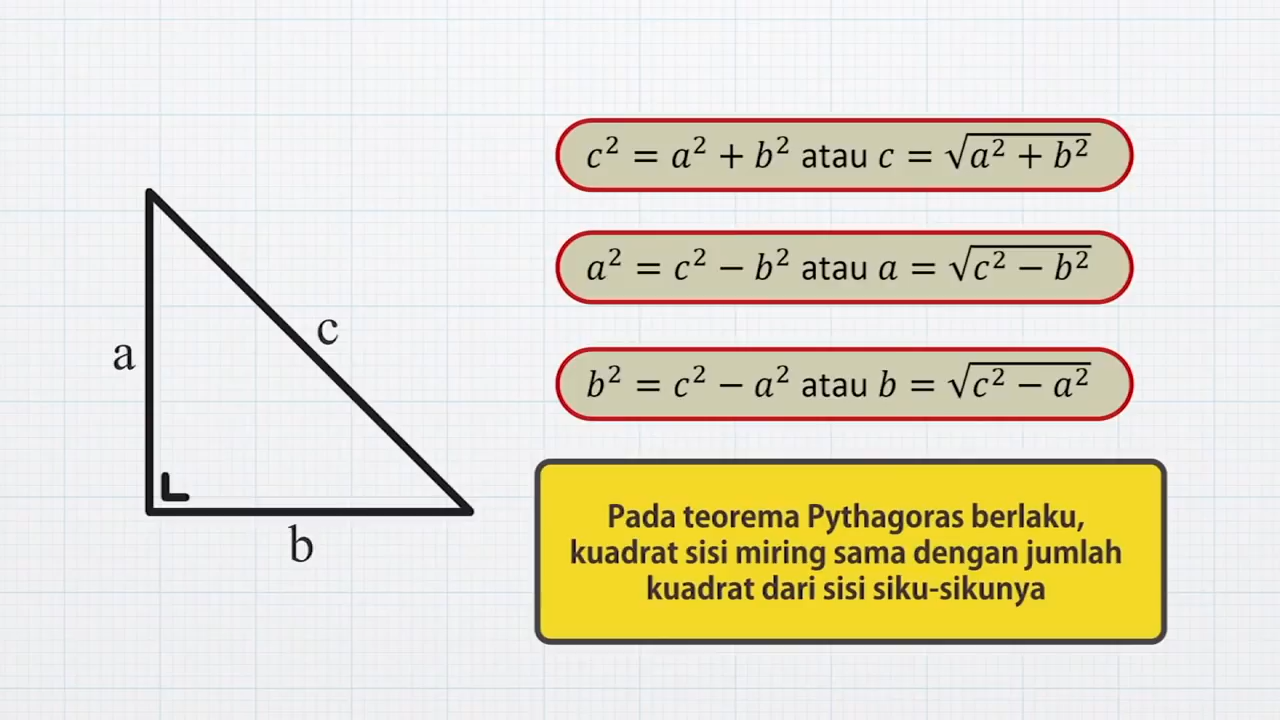 c² = a² + b² atau c = √(a² + b²)
a² = c² − b² atau a = √(c² − b²)
b² = c² − a² atau b = √(c² − a²)
a
c
b
Pada teorema Pythagoras berlaku,
kuadrat sisi miring sama dengan jumlah
kuadrat dari sisi siku-sikunya